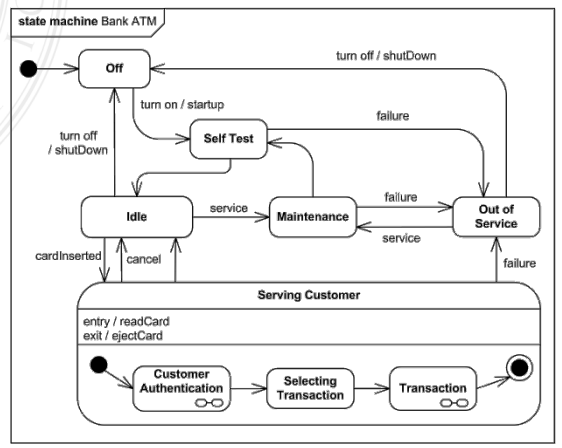 state machine Bank ATM
turn off / shutDown
Off
turn on / startup
failure
turn off
/ shutDown
Self Test
Idle
service
Maintenance
failure
Out of
Service
service
cardInserted
cancel
failure
Serving Customer
entry / readCard
exit / ejectCard
Customer
Authentication
Selecting
Transaction
Transaction